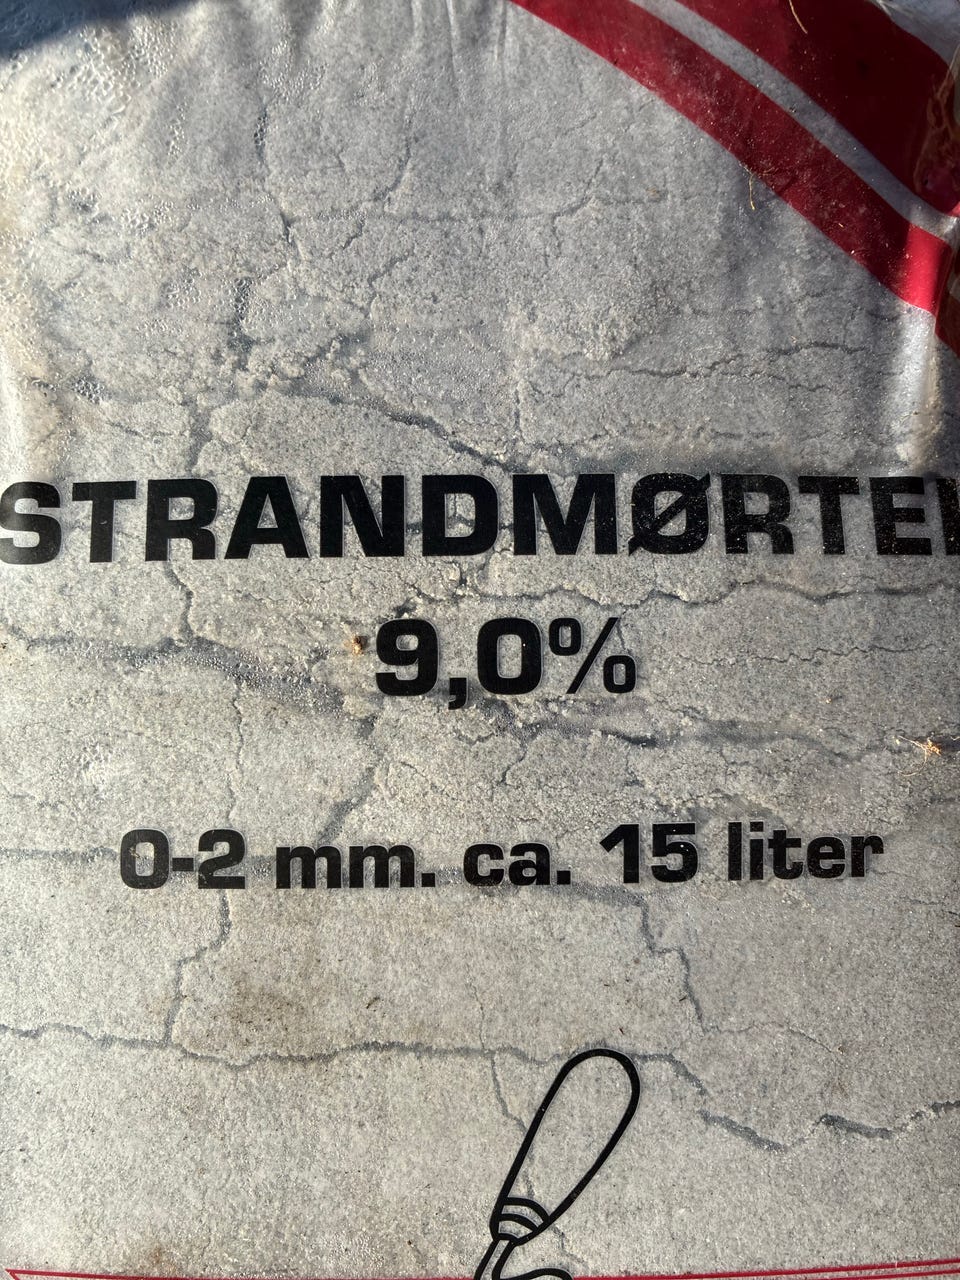 STRANDMØRTEL
9,0%
0-2 mm. ca. 15 liter